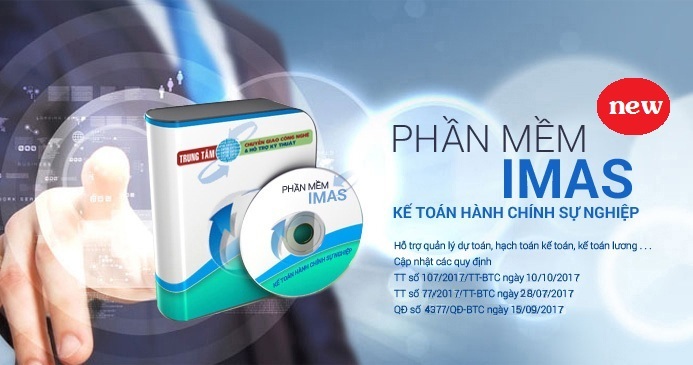 new
PHẦN MỀM
IMAS
KẾ TOÁN HÀNH CHÍNH SỰ NGHIỆP
Hỗ trợ quản lý dự toán, hạch toán kế toán, kế toán lương . . .
Cập nhật các quy định
TT số 107/2017/TT-BTC ngày 10/10/2017
TT số 77/2017/TT-BTC ngày 28/07/2017
QĐ số 4377/QĐ-BTC ngày 15/09/2017
TRUNG TÂM
CHUYỂN GIAO CÔNG NGHỆ
& HỖ TRỢ KỸ THUẬT
PHẦN MỀM
IMAS
KẾ TOÁN HÀNH CHÍNH SỰ NGHIỆP